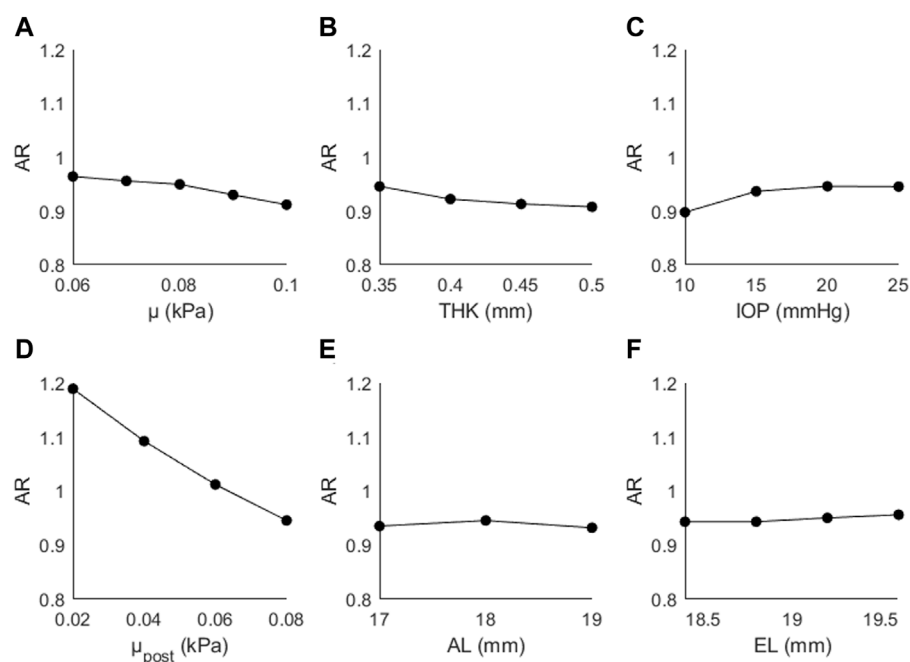 A
1.2
1.1
1
0.9
0.8
AR
0.06
0.08
0.1
µ (kPa)
B
1.2
1.1
1
0.9
0.8
AR
0.35
0.4
0.45
0.5
THK (mm)
C
1.2
1.1
1
0.9
0.8
AR
10
15
20
25
IOP (mmHg)
D
1.2
1.1
1
0.9
0.8
AR
0.02
0.04
0.06
0.08
µpost (kPa)
E
1.2
1.1
1
0.9
0.8
AR
17
18
19
AL (mm)
F
1.2
1.1
1
0.9
0.8
AR
18.5
19
19.5
EL (mm)